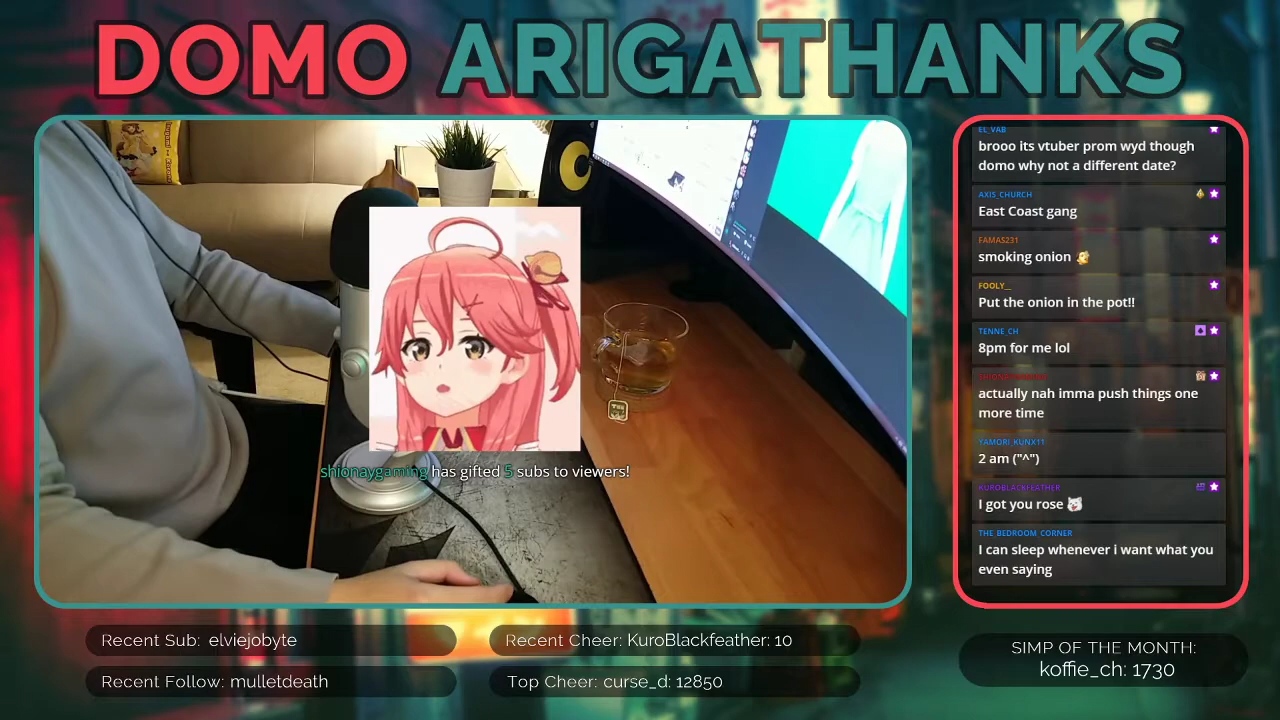 DOMO ARIGATHANKS
shionaygaming has gifted 5 subs to viewers!
EL_VAB
brooo its vtuber prom wyd though
domo why not a different date?
AXIS_CHURCH
East Coast gang
FAMAS231
smoking onion
FOOLY__
Put the onion in the pot!!
TENNE_CH
8pm for me lol
actually nah imma push things one
more time
YAMORI_KUNX11
2 am ("^")
KUROBLACKFEATHER
I got you rose
THE_BEDROOM_CORNER
I can sleep whenever i want what you
even saying
Recent Sub: elviejobyte
Recent Cheer: KuroBlackfeather: 10
Recent Follow: mulletdeath
Top Cheer: curse_d: 12850
SIMP OF THE MONTH:
koffie_ch: 1730